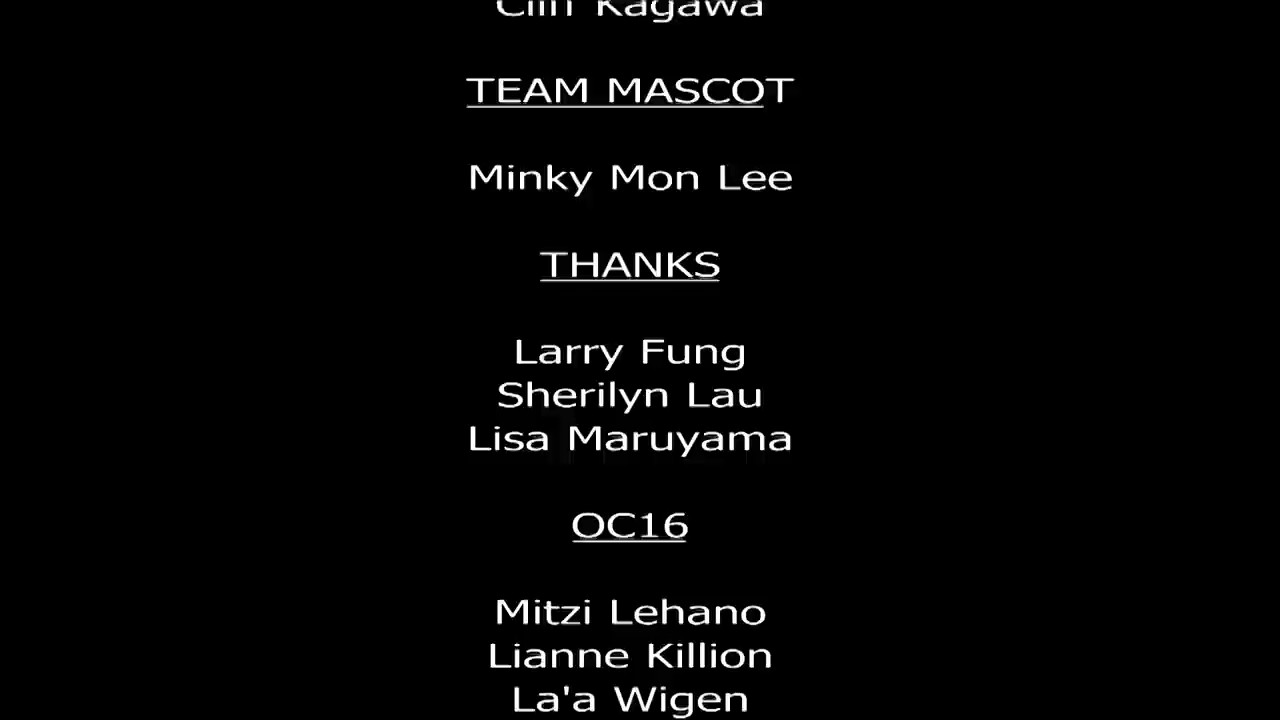 Kagawa
TEAM MASCOT
Minky Mon Lee
THANKS
Larry Fung
Sherilyn Lau
Lisa Maruyama
OC16
Mitzi Lehano
Lianne Killion
La'a Wigen